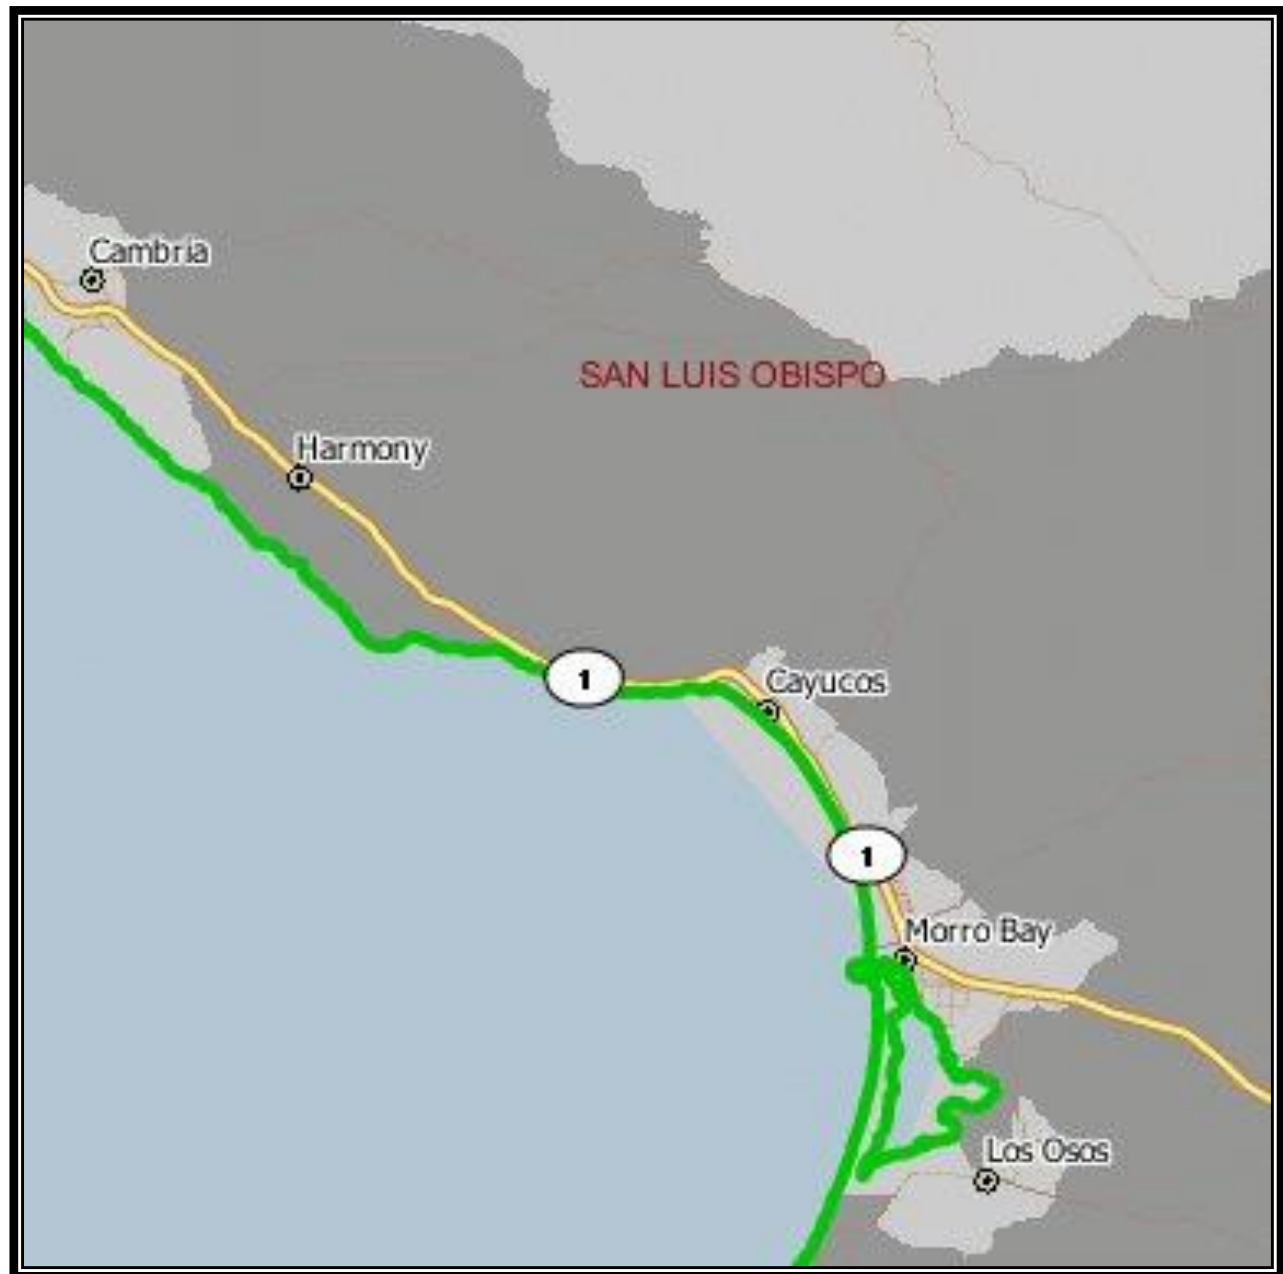 Cambria
SAN LUIS OBISPO
Harmony
1
Cayucos
1
Morro Bay
Los Osos